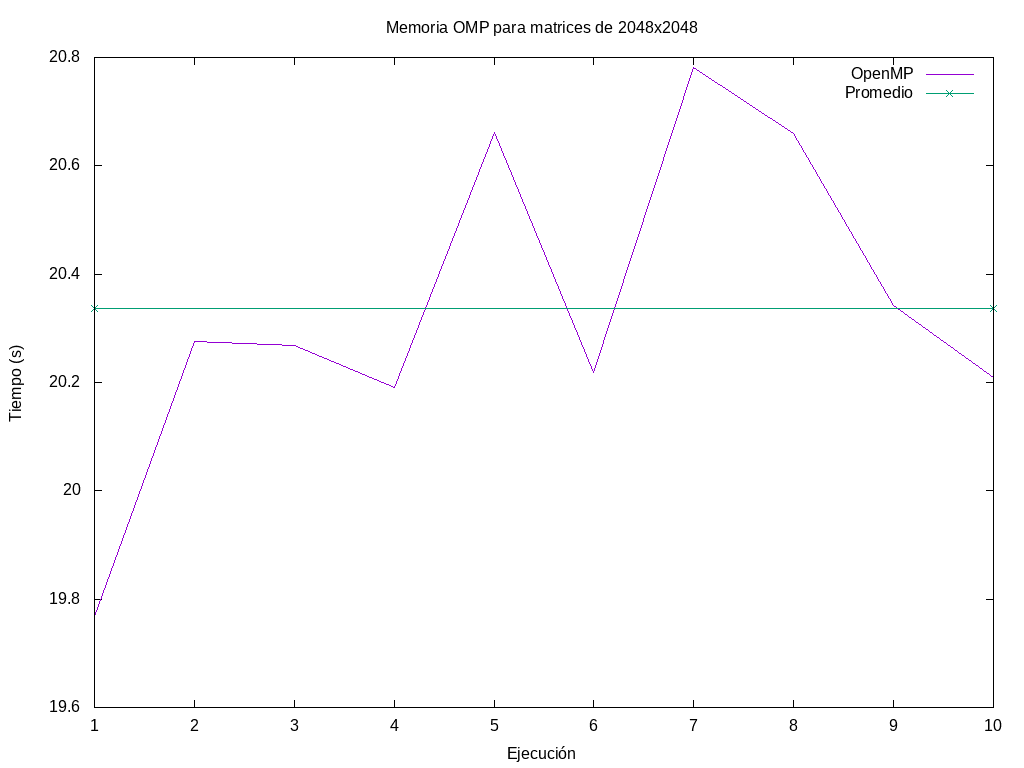 Memoria OMP para matrices de 2048x2048
OpenMP
Promedio
20.8
20.6
20.4
20.2
20
19.8
19.6
Tiempo (s)
1 2 3 4 5 6 7 8 9 10
Ejecución